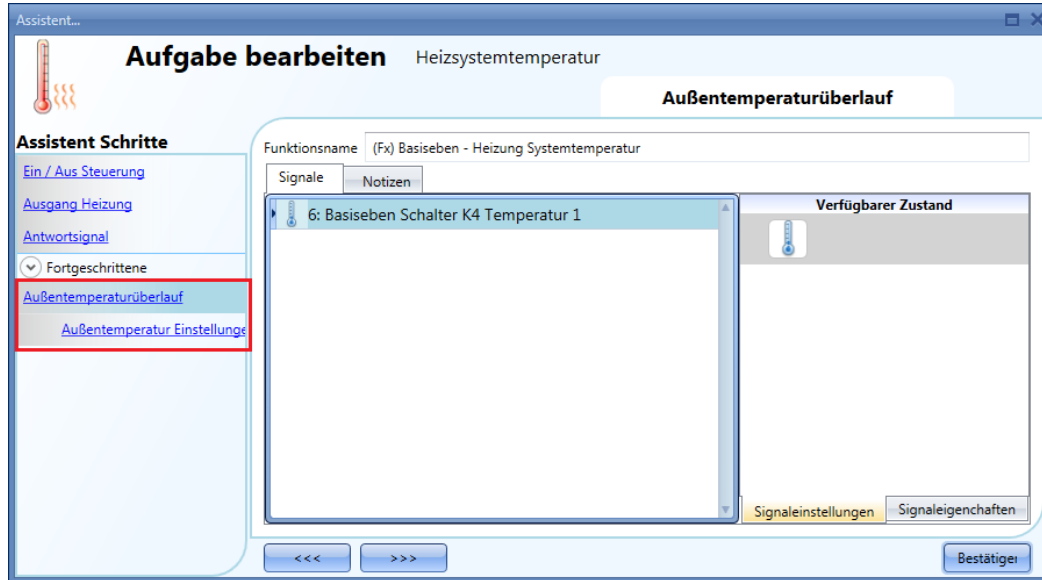 Assistent...
Aufgabe bearbeiten Heizsystemtemperatur
Außentemperaturüberlauf
Assistent Schritte
Ein / Aus Steuerung
Ausgang Heizung
Antwortsignal
Fortgeschrittene
Außentemperaturüberlauf
Außentemperatur Einstellunge
Funktionsname (Fx) Basiseben - Heizung Systemtemperatur
Signale Notizen
6: Basiseben Schalter K4 Temperatur 1
Verfügbarer Zustand
Signaleinstellungen Signaleigenchaften
<<< >>> Bestätiger